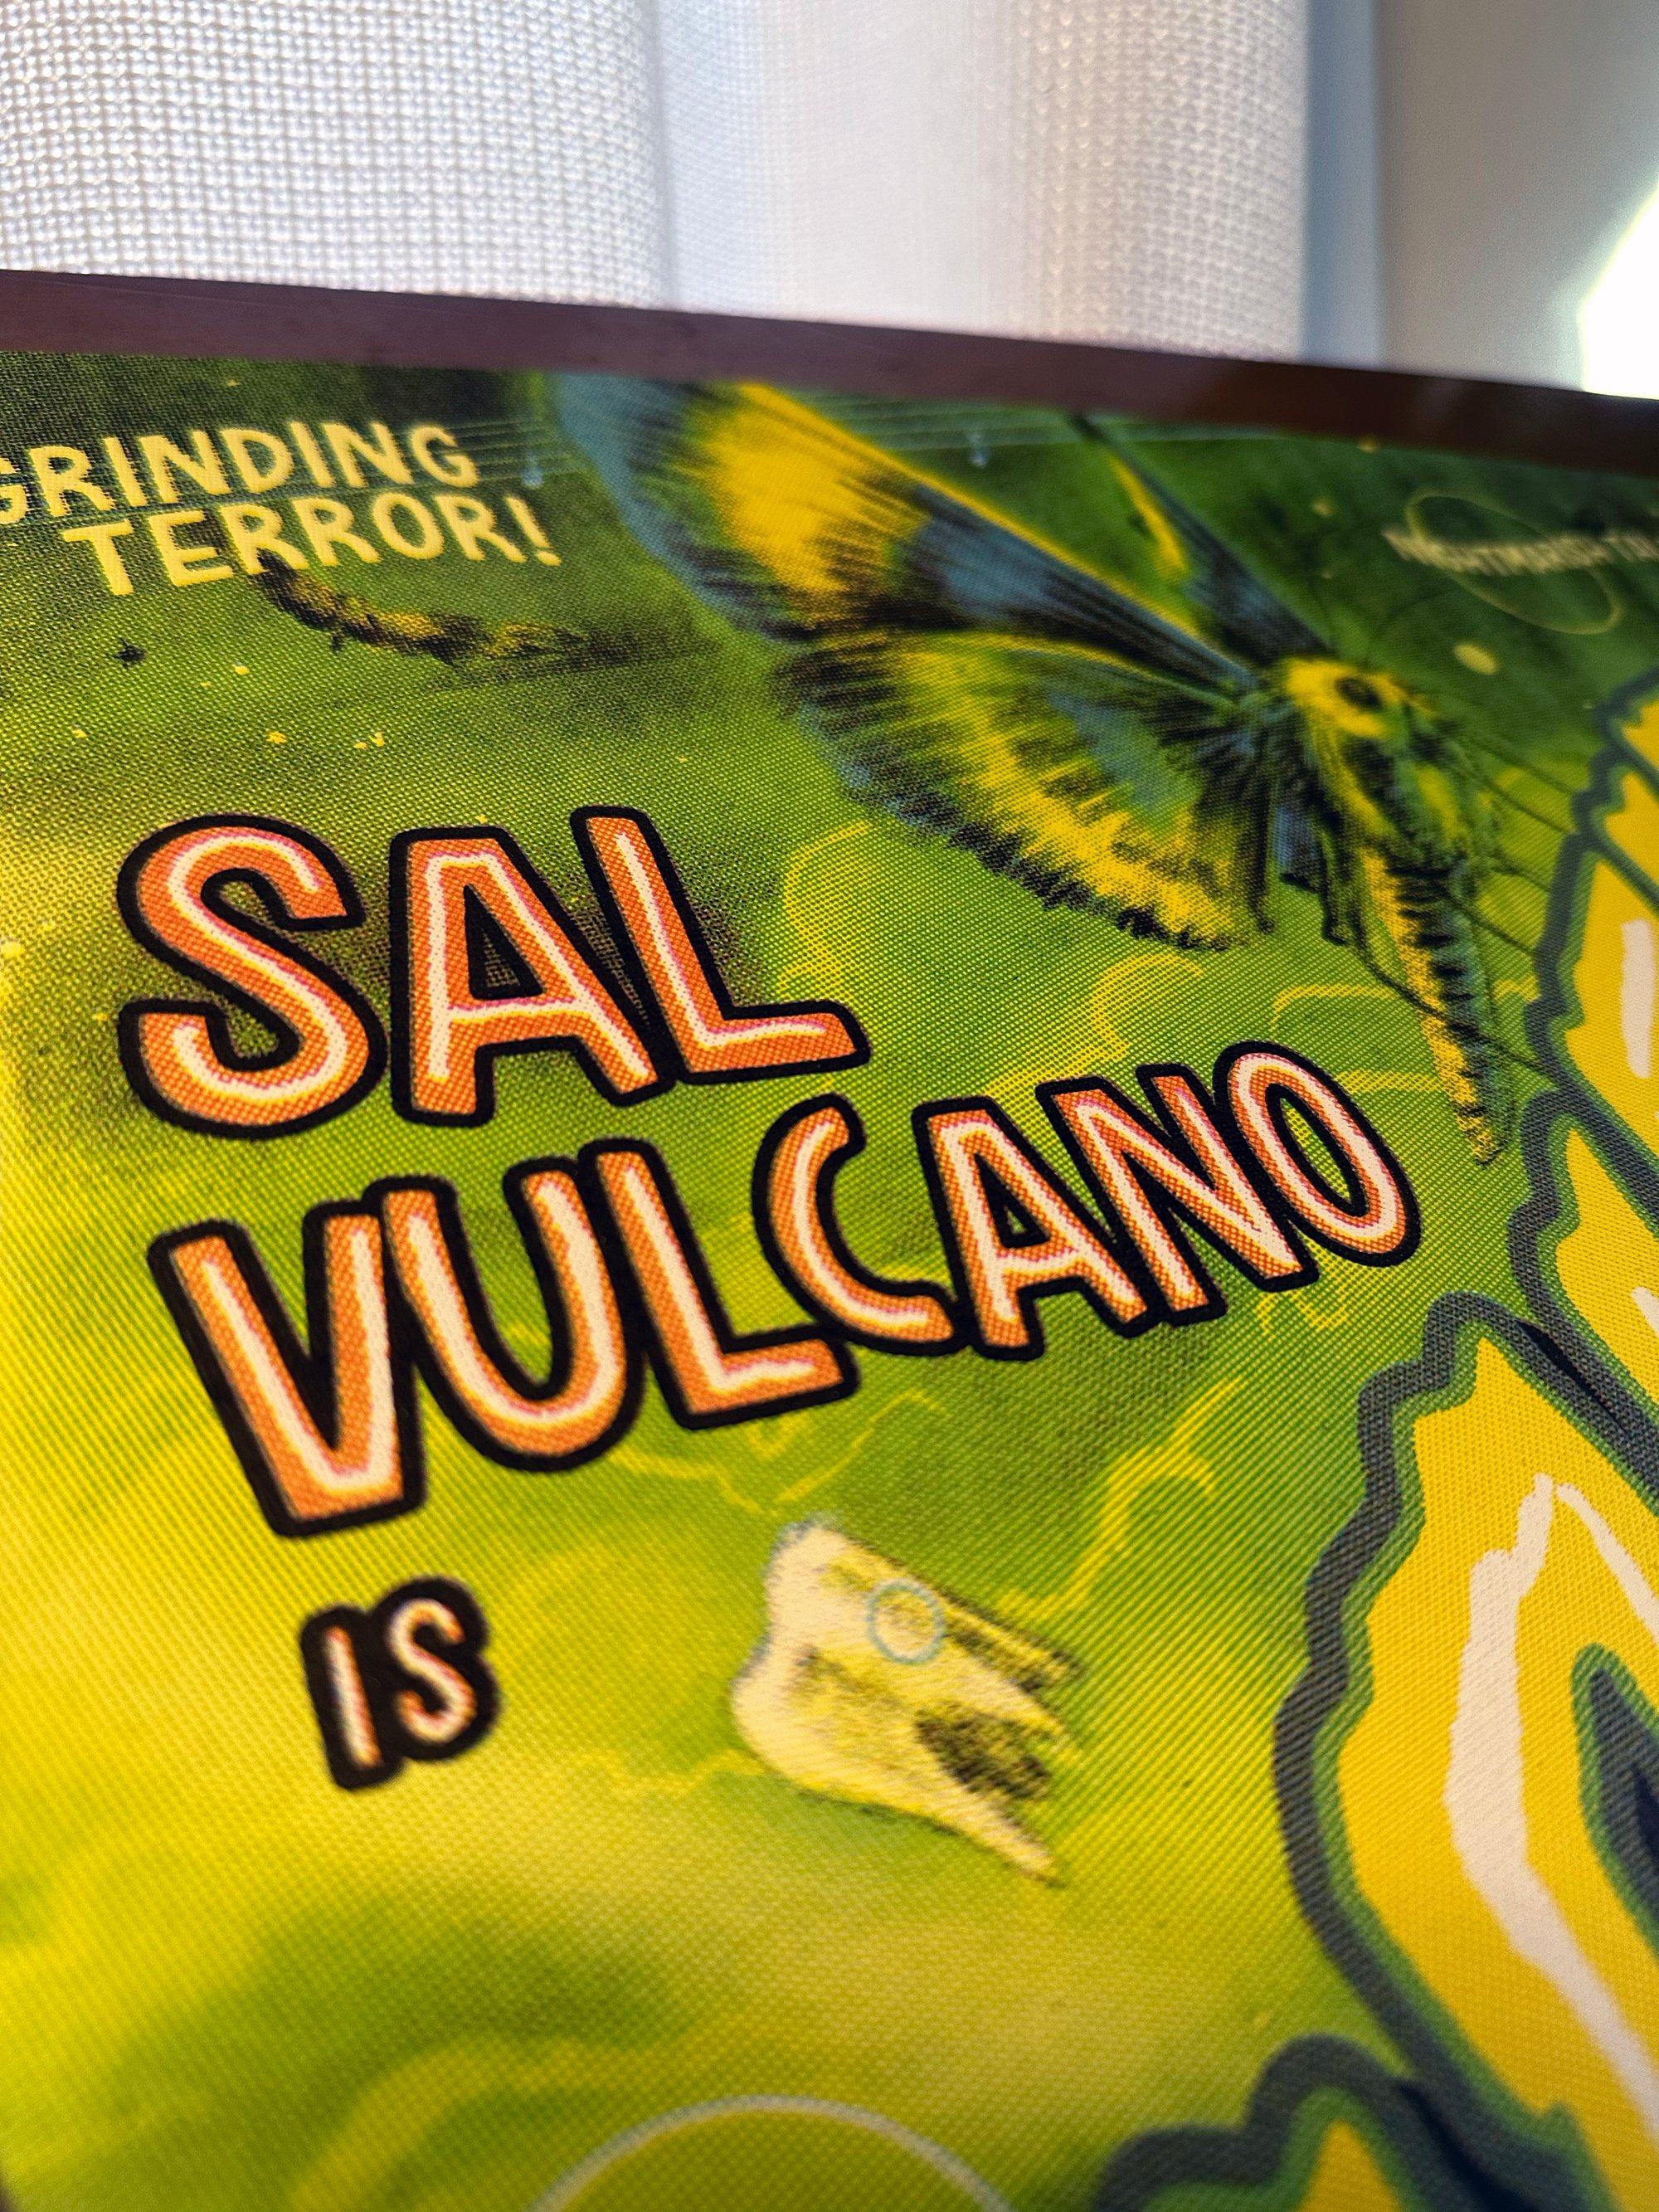 GRINDING
TERROR!
SAL
VULCANO
IS